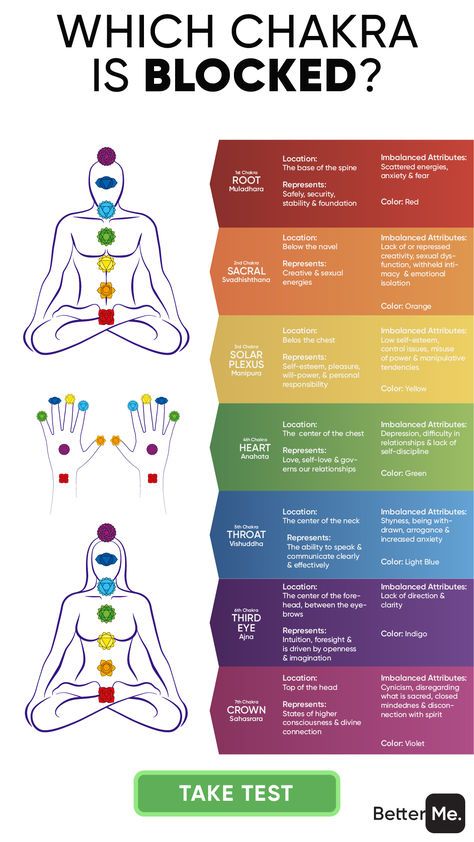 WHICH CHAKRA
IS BLOCKED?
1st Chakra
ROOT
Muladhara
Location:
The base of the spine
Represents:
Safely, security,
stability & foundation
Imbalanced Attributes:
Scattered energies,
anxiety & fear
Color: Red
2nd Chakra
SACRAL
Svadhishthana
Location:
Below the navel
Represents:
Creative & sexual
energies
Imbalanced Attributes:
Lack of or repressed
creativity, sexual dys-
function, withheld inti-
macy & emotional
isolation
Color: Orange
3rd Chakra
SOLAR
PLEXUS
Manipura
Location:
Belos the chest
Represents:
Self-esteem, pleasure,
will-power, & personal
responsibility
Imbalanced Attributes:
Low self-esteem,
control issues, misuse
of power & manipulative
tendencies
Color: Yellow
4th Chakra
HEART
Anahata
Location:
The center of the chest
Represents:
Love, self-love & gov-
erns our relationships
Imbalanced Attributes:
Depression, difficulty in
relationships & lack of
self-discipline
Color: Green
5th Chakra
THROAT
Vishuddha
Location:
The center of the neck
Represents:
The ability to speak &
communicate clearly
& effectively
Imbalanced Attributes:
Shyness, being with-
drawn, arrogance &
increased anxiety
Color: Light Blue
6th Chakra
THIRD
EYE
Ajna
Location:
The center of the fore-
head, between the eye-
brows
Represents:
Intuition, foresight &
is driven by openness
& imagination
Imbalanced Attributes:
Lack of direction &
clarity
Color: Indigo
7th Chakra
CROWN
Sahasrara
Location:
Top of the head
Represents:
States of higher
consciousness & divine
connection
Imbalanced Attributes:
Cynicism, disregarding
what is sacred, closed
mindedness & discon-
nection with spirit
Color: Violet
TAKE TEST
BetterMe.